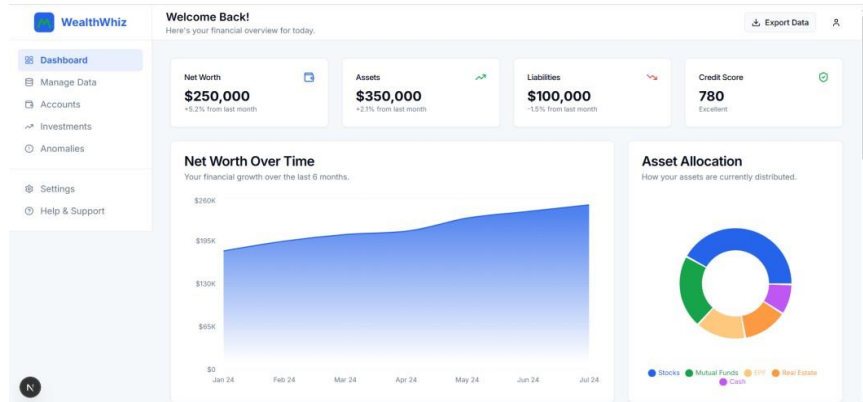 WealthWhiz
Welcome Back!
Here's your financial overview for today.
Export Data
Dashboard
Manage Data
Accounts
Investments
Anomalies
Settings
Help & Support
Net Worth
$250,000
+5.2% from last month
Assets
$350,000
+2.1% from last month
Liabilities
$100,000
-1.5% from last month
Credit Score
780
Excellent
Net Worth Over Time
Your financial growth over the last 6 months.
$260K
$195K
$130K
$65K
$0
Jan 24 Feb 24 Mar 24 Apr 24 May 24 Jun 24 Jul 24
Asset Allocation
How your assets are currently distributed.
Stocks Mutual Funds EPF Real Estate
Cash
N